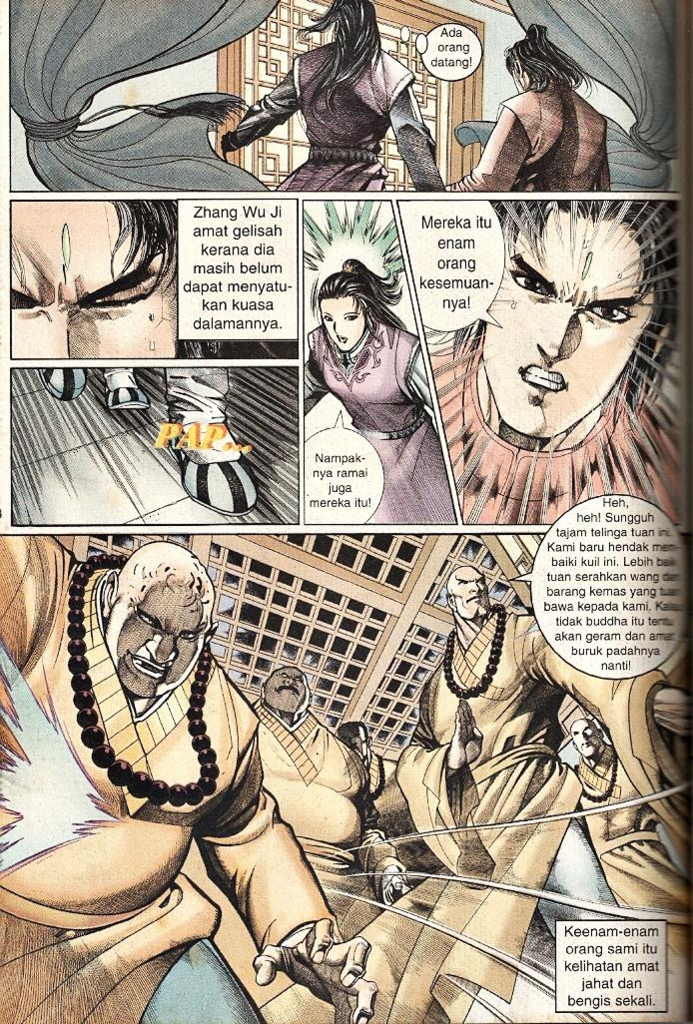 Ada
orang
datang!
Zhang Wu Ji
amat gelisah
kerana dia
masih belum
dapat menyatu-
kan kuasa
dalamannya.
Mereka itu
enam
orang
kesemuan-
nya!
PAP...
Nampak-
nya ramai
juga
mereka itu!
Heh,
heh! Sungguh
tajam telinga tuan ini.
Kami baru hendak mem-
baiki kuil ini. Lebih baik
tuan serahkan wang dan
barang kemas yang tuan
bawa kepada kami. Kalau
tidak buddha itu tentu
akan geram dan amat
buruk padahnya
nanti!
Keenam-enam
orang sami itu
kelihatan amat
jahat dan
bengis sekali.